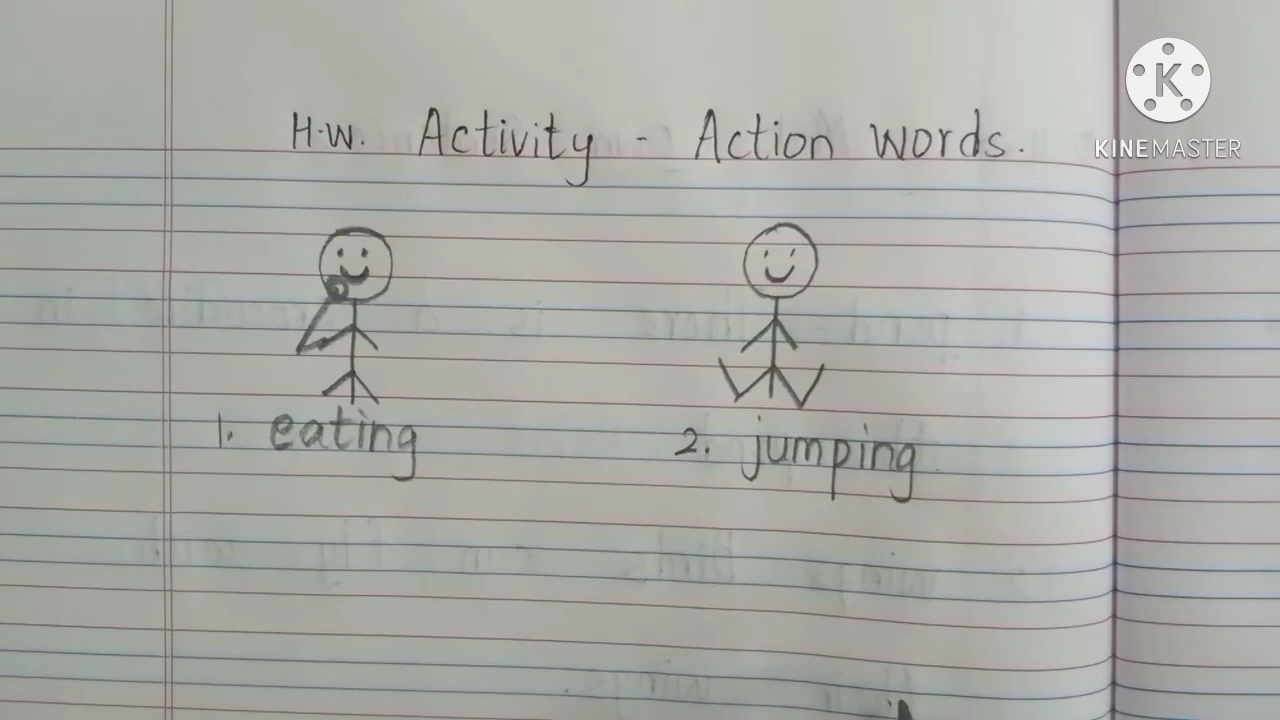 H.W. Activity - Action words.
1. eating
2. jumping
K
KINEMASTER